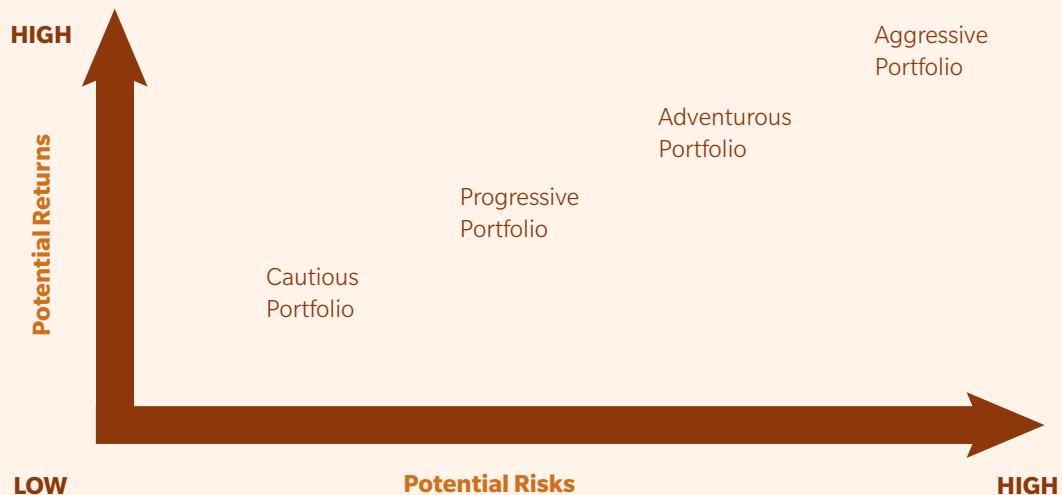 HIGH
Aggressive
Portfolio
Adventurous
Portfolio
Potential Returns
Progressive
Portfolio
Cautious
Portfolio
LOW
Potential Risks
HIGH